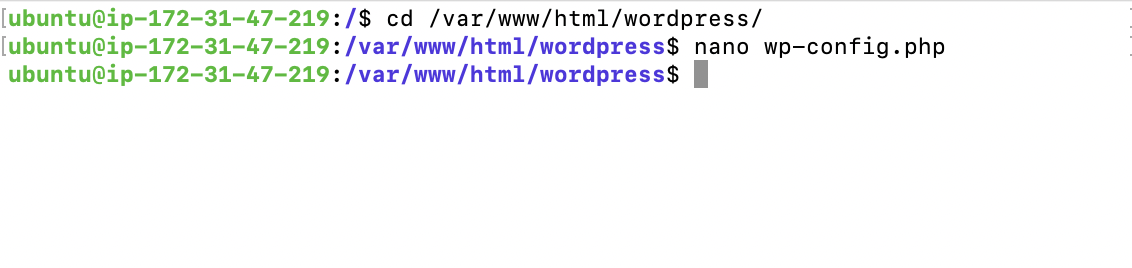 [ubuntu@ip-172-31-47-219:/$ cd /var/www/html/wordpress/
[ubuntu@ip-172-31-47-219:/var/www/html/wordpress$ nano wp-config.php
ubuntu@ip-172-31-47-219:/var/www/html/wordpress$